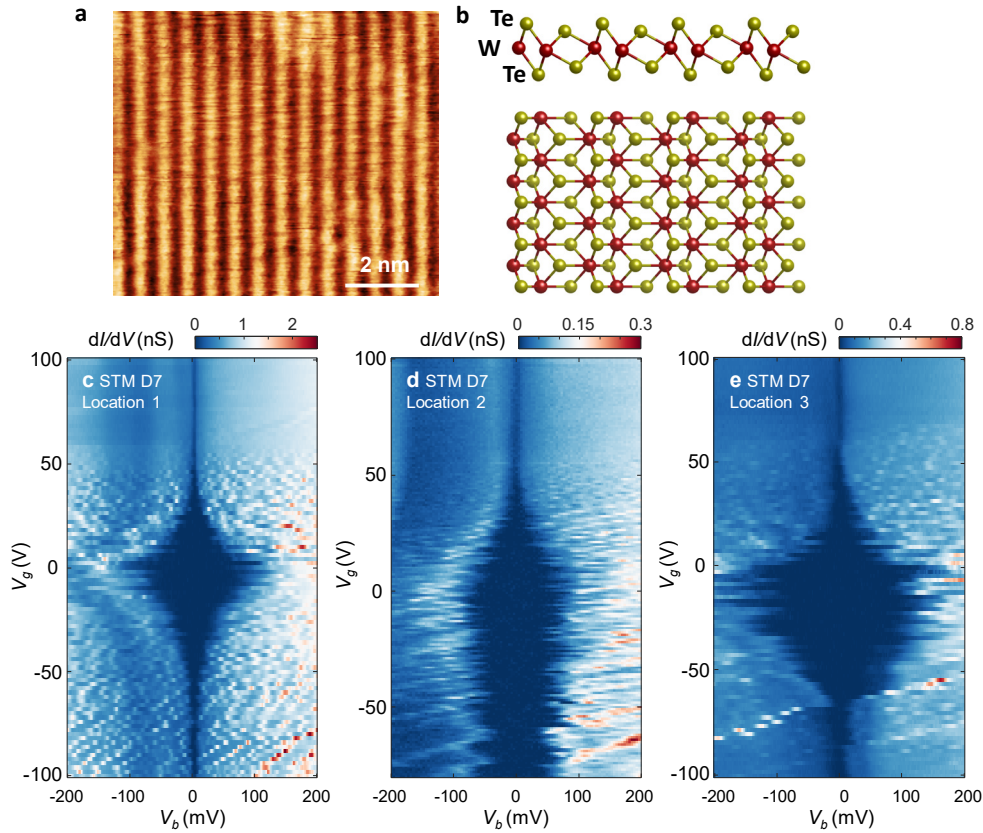 a
2 nm
b
Te
W
Te
dI/dV (nS)
0 1 2
c STM D7
Location 1
100
50
0
-50
-100
Vg (V)
-200 -100 0 100 200
Vb (mV)
0 0.15 0.3
d STM D7
Location 2
100
50
0
-50
Vg (V)
-200 -100 0 100 200
Vb (mV)
dI/dV (nS)
0 0.4 0.8
e STM D7
Location 3
100
50
0
-50
-100
Vg (V)
-200 -100 0 100 200
Vb (mV)
dI/dV (nS)